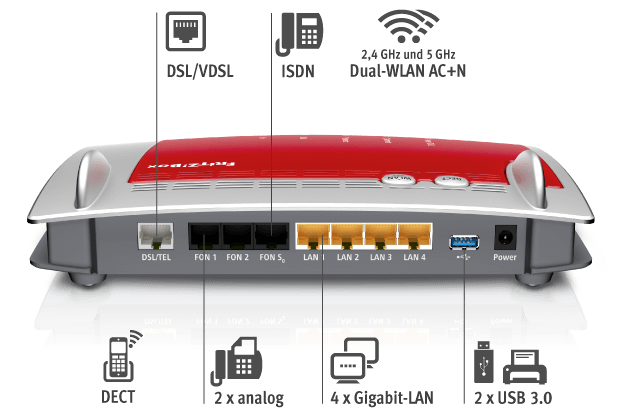 DSL/VDSL
ISDN
2,4 GHz und 5 GHz
Dual-WLAN AC+N
FRITZ!Box
WLAN
DECT
DSL/TEL
FON 1
FON 2
FON S₀
LAN 1
LAN 2
LAN 3
LAN 4
Power
DECT
2 x analog
4 x Gigabit-LAN
2 x USB 3.0